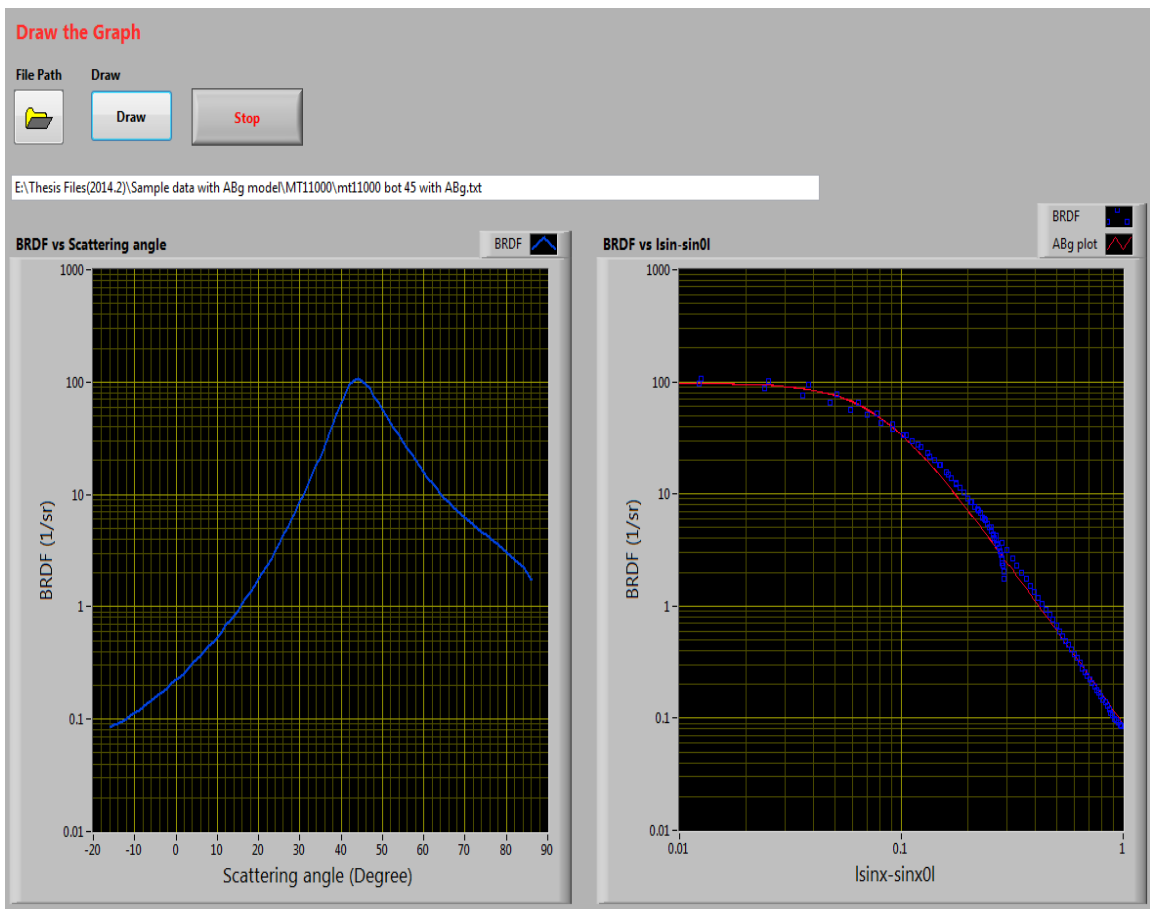 Draw the Graph
File Path Draw
Draw Stop
E:\Thesis Files(2014.2)\Sample data with ABg model\MT11000\mt11000 bot 45 with ABg.txt
BRDF vs Scattering angle BRDF
1000
100
10
1
0.1
0.01
BRDF (1/sr)
-20 -10 0 10 20 30 40 50 60 70 80 90
Scattering angle (Degree)
BRDF vs lsin-sin0l
BRDF
ABg plot
1000
100
10
1
0.1
0.01
BRDF (1/sr)
0.01 0.1 1
lsinx-sinx0l